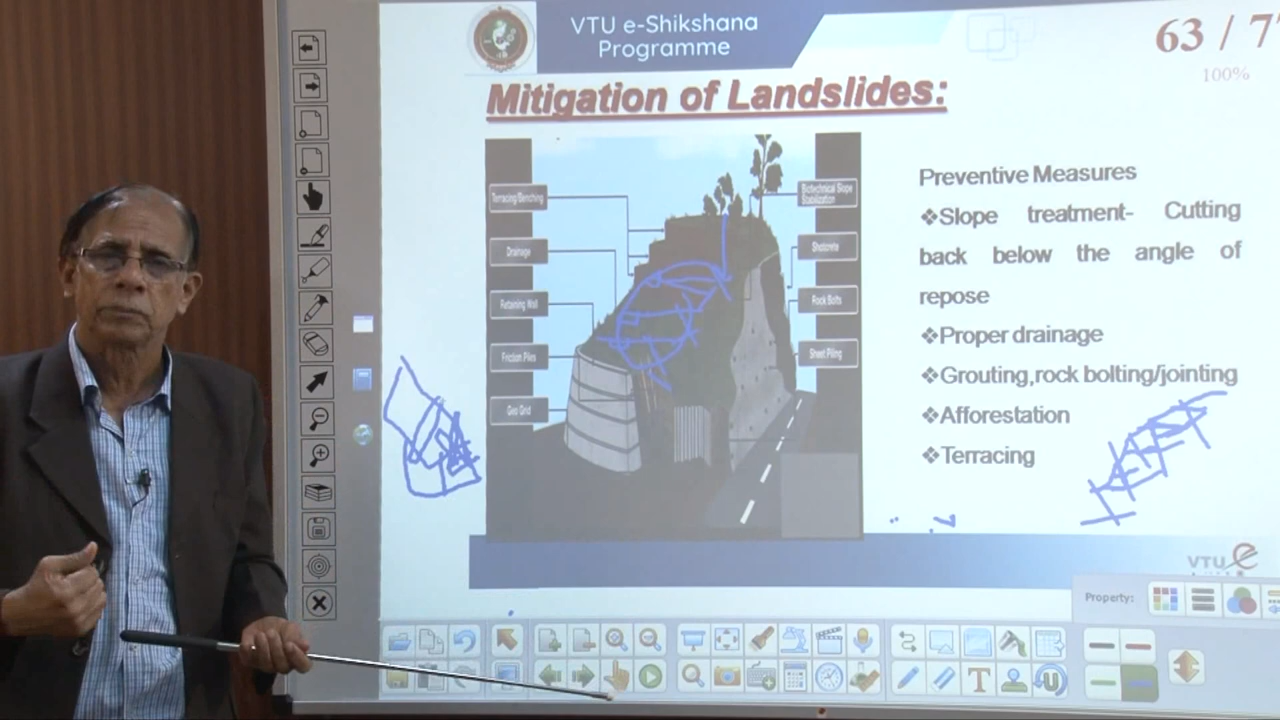 VTU e-Shikshana
Programme
63 / 77
100%
Mitigation of Landslides:
Terracing/Benching
Drainage
Retaining Wall
Friction Piles
Geo Grid
Biotechnical Slope
Stabilization
Shotcrete
Rock Bolts
Sheet Piling
Preventive Measures
❖Slope treatment- Cutting
back below the angle of
repose
❖Proper drainage
❖Grouting,rock bolting/jointing
❖Afforestation
❖Terracing
VTU e
Property: